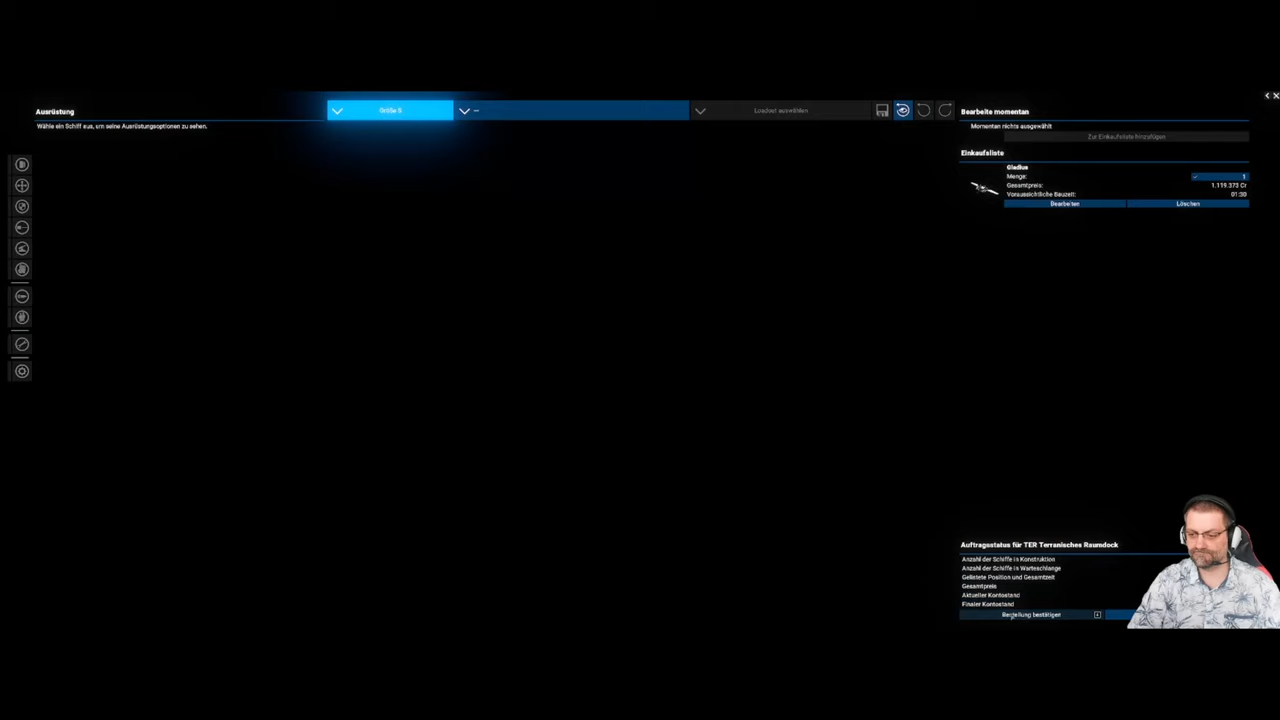 Ausrüstung
Wähle ein Schiff aus, um seine Ausrüstungsoptionen zu sehen.
Größe S
--
Loadout auswählen
Bearbeite momentan
Momentan nichts ausgewählt
Zur Einkaufsliste hinzufügen
Einkaufsliste
Gladius
Menge: 1
Gesamtpreis: 1.119.373 Cr
Voraussichtliche Bauzeit: 01:30
Bearbeiten
Löschen
Auftragsstatus für TER Terranisches Raumdock
Anzahl der Schiffe in Konstruktion
Anzahl der Schiffe in Warteschlange
Gelistete Position und Gesamtzeit
Gesamtpreis
Aktueller Kontostand
Finaler Kontostand
Bestellung bestätigen